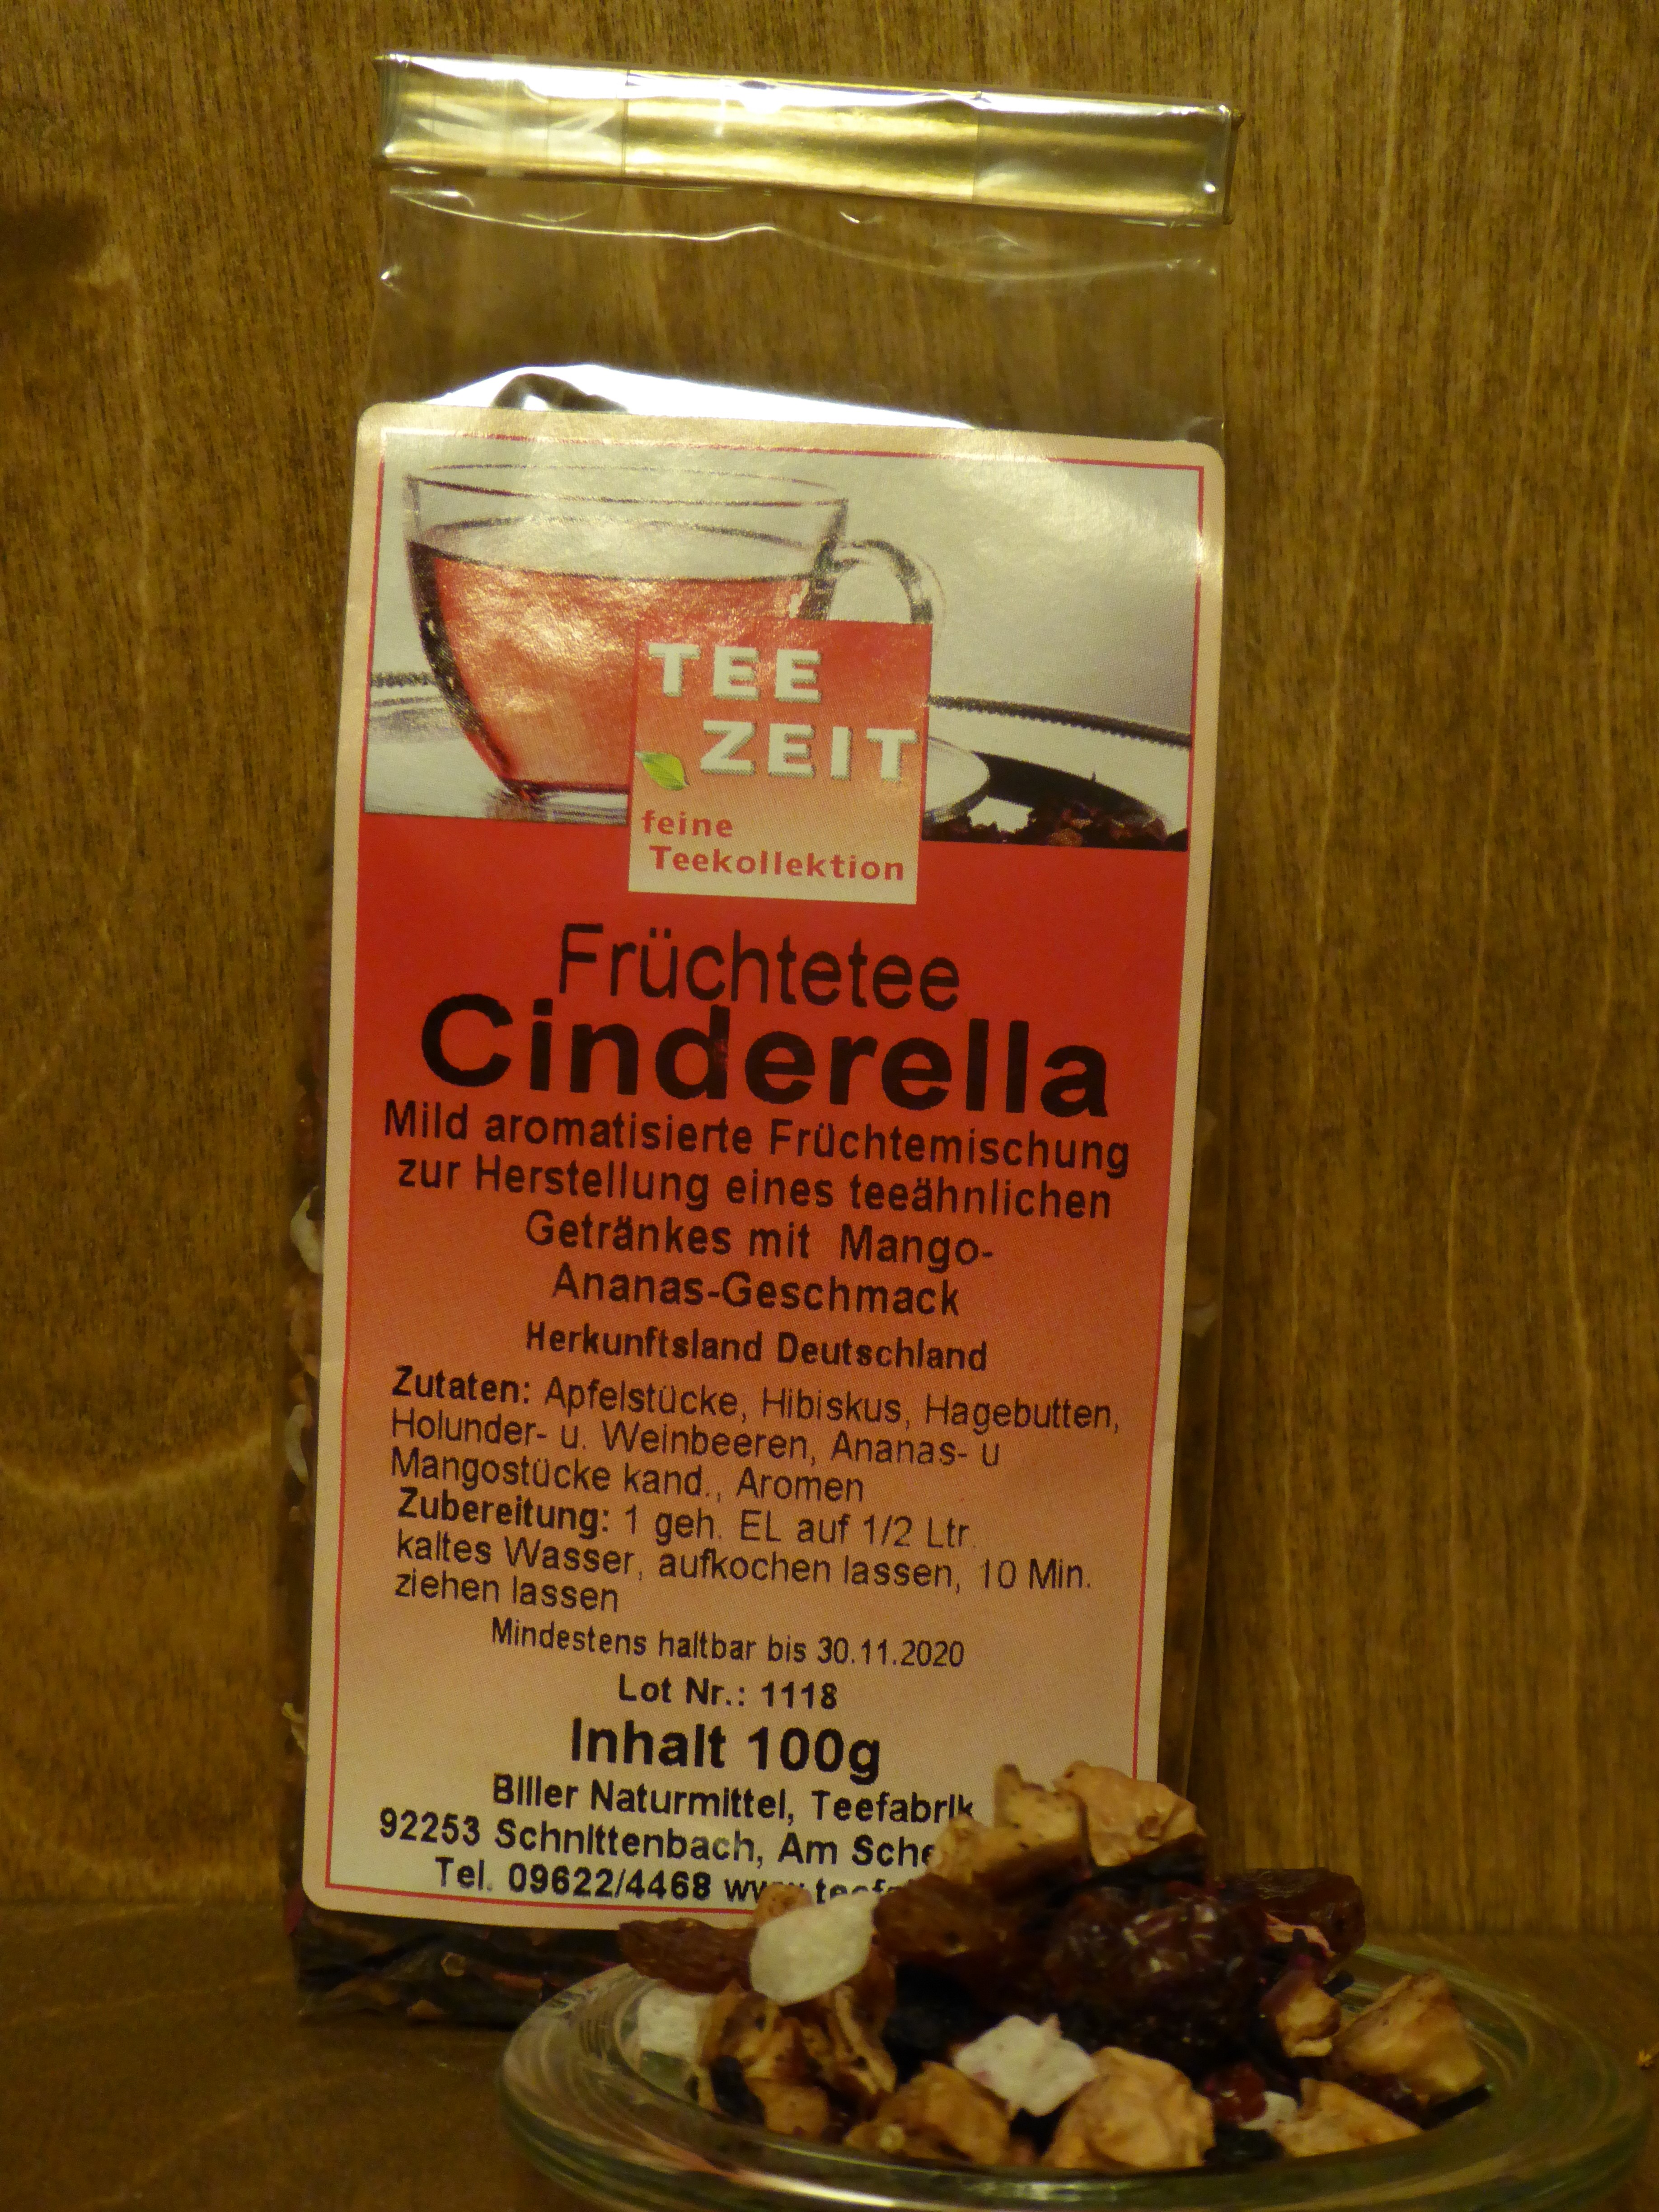 TEE
ZEIT
feine
Teekollektion
Früchtetee
Cinderella
Mild aromatisierte Früchtemischung
zur Herstellung eines teeähnlichen
Getränkes mit Mango-
Ananas-Geschmack
Herkunftsland Deutschland
Zutaten: Apfelstücke, Hibiskus, Hagebutten,
Holunder- u. Weinbeeren, Ananas- u
Mangostücke kand., Aromen
Zubereitung: 1 geh. EL auf 1/2 Ltr.
kaltes Wasser, aufkochen lassen, 10 Min.
ziehen lassen
Mindestens haltbar bis 30.11.2020
Lot Nr.: 1118
Inhalt 100g
Biller Naturmittel, Teefabrik
92253 Schnittenbach, Am
Tel. 09622/4468